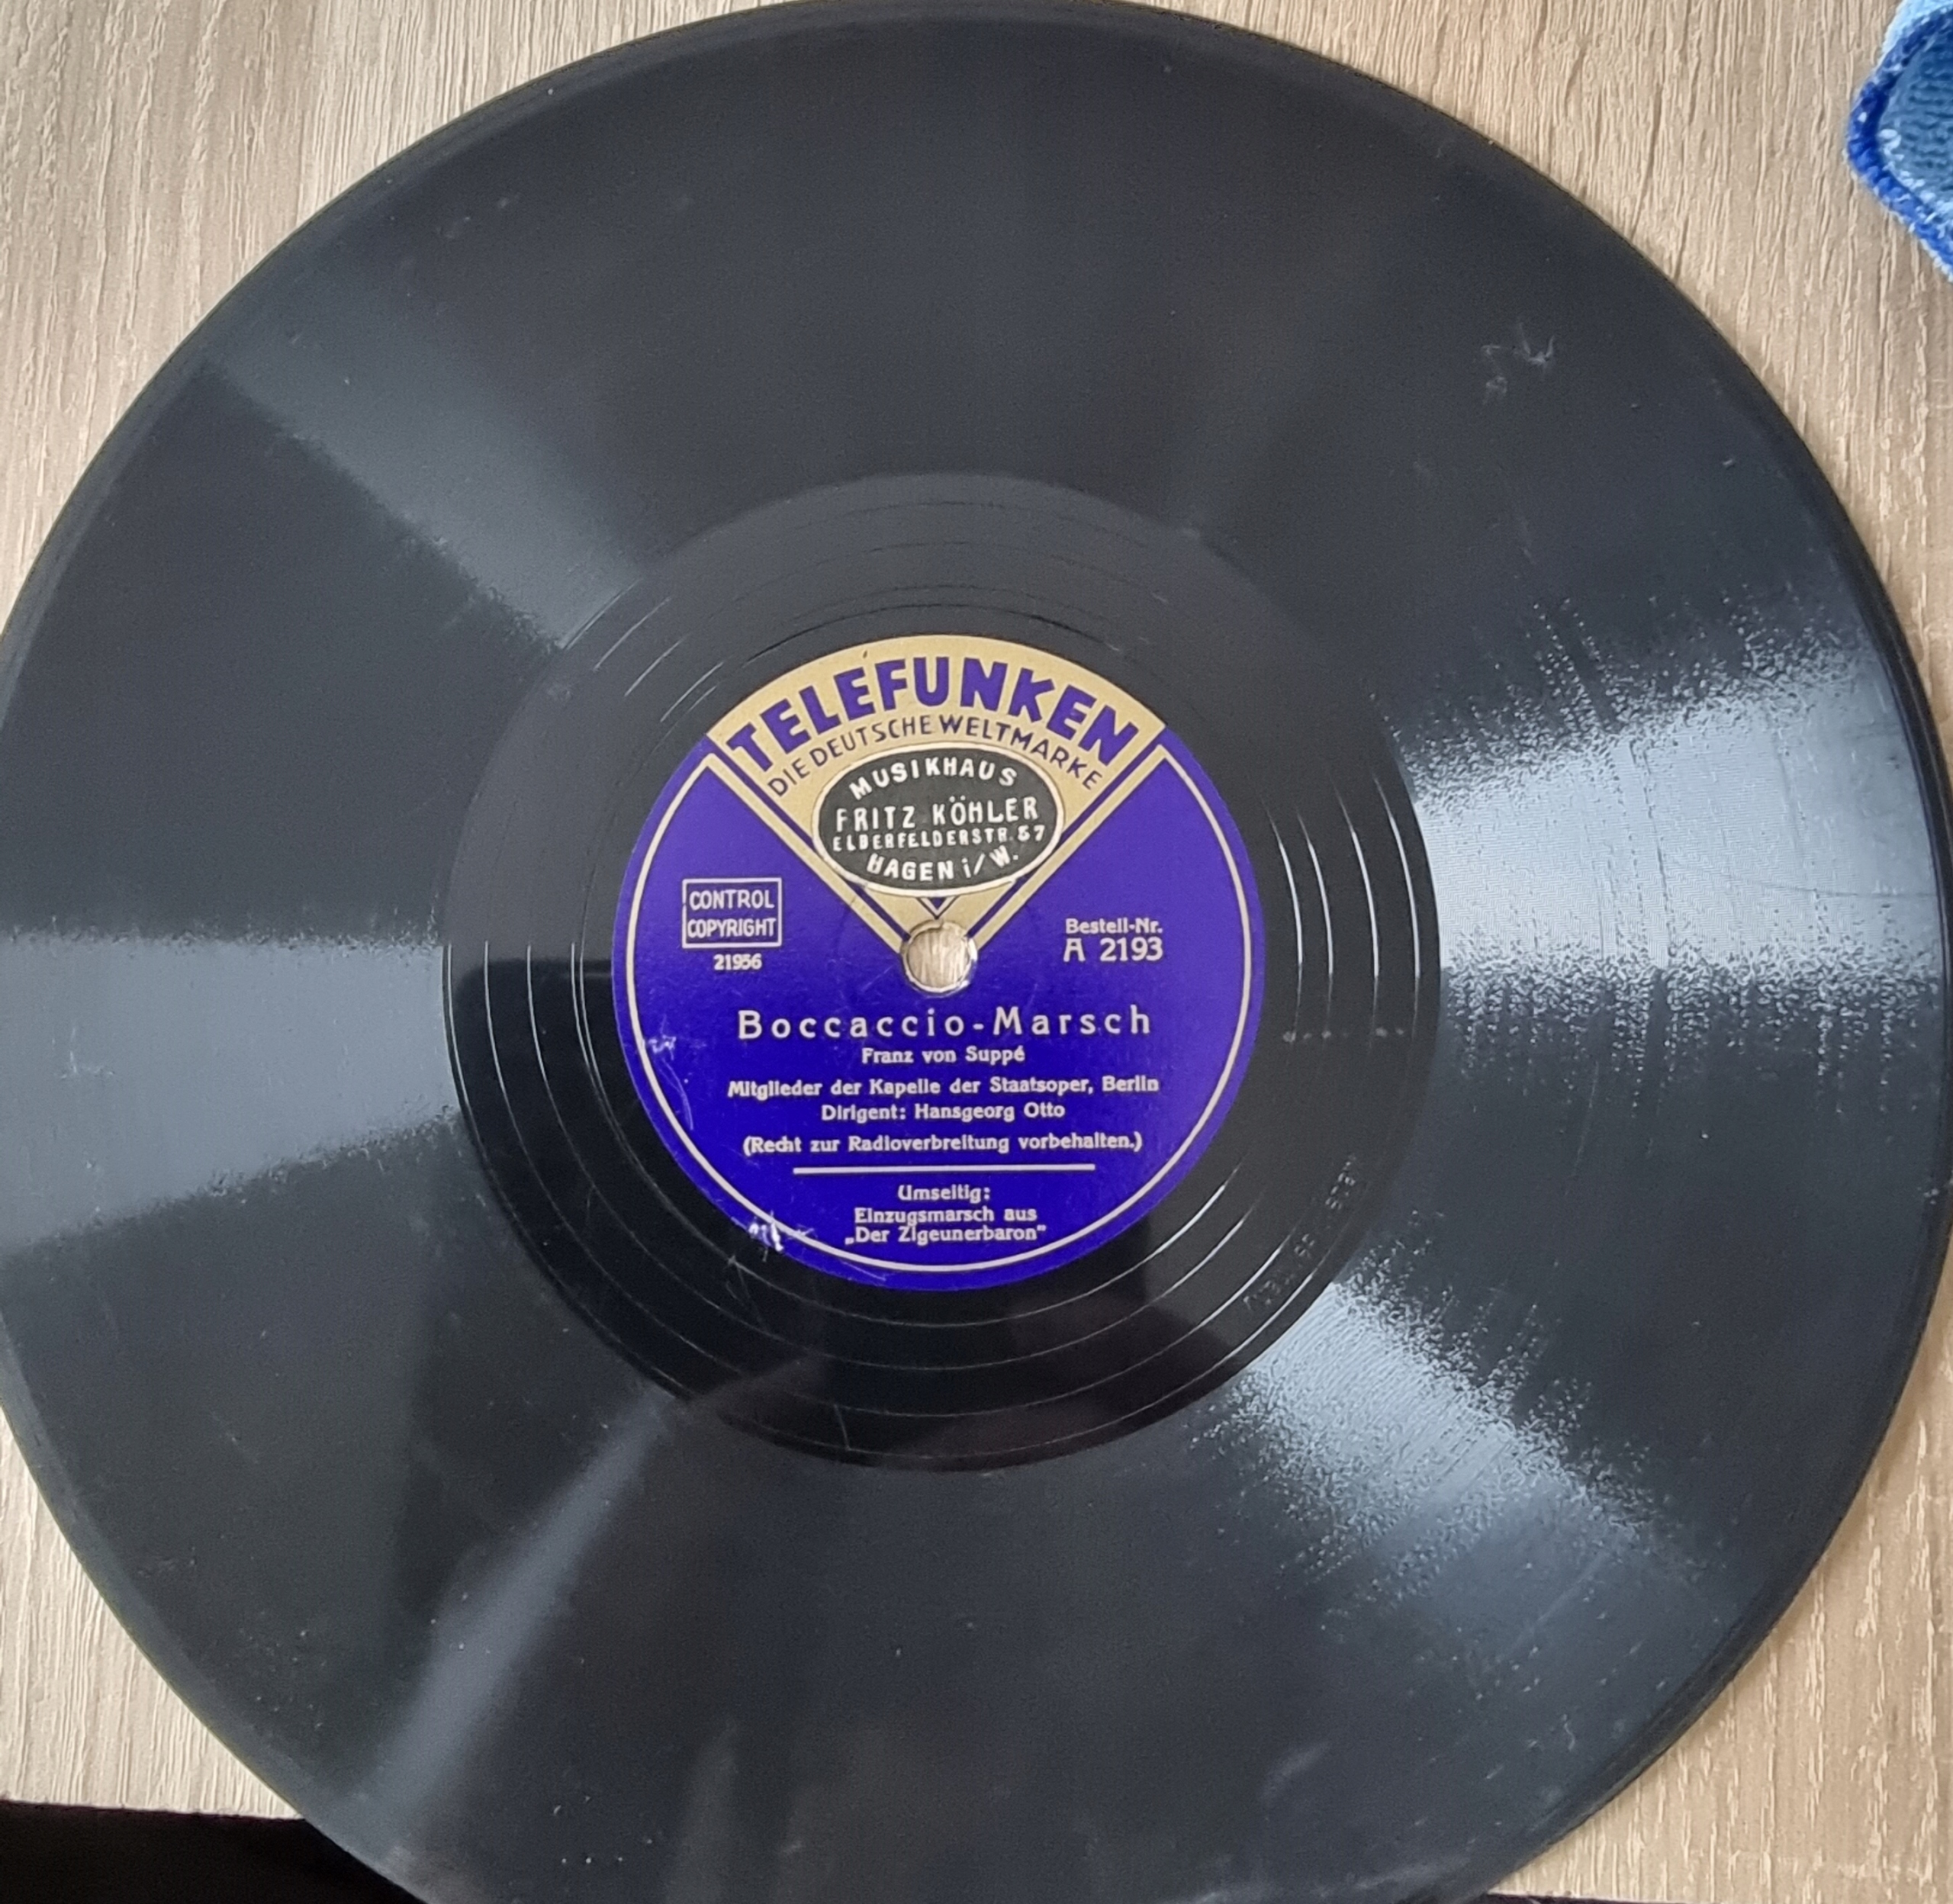 TELEFUNKEN
DIE DEUTSCHE WELTMARKE
MUSIKHAUS
FRITZ KÖHLER
ELBERFELDERSTR. 57
HAGEN i/W.
CONTROL
COPYRIGHT
21956
Bestell-Nr.
A 2193
Boccaccio-Marsch
Franz von Suppé
Mitglieder der Kapelle der Staatsoper, Berlin
Dirigent: Hansgeorg Otto
(Recht zur Radioverbreitung vorbehalten.)
Umseitig:
Einzugsmarsch aus
„Der Zigeunerbaron"